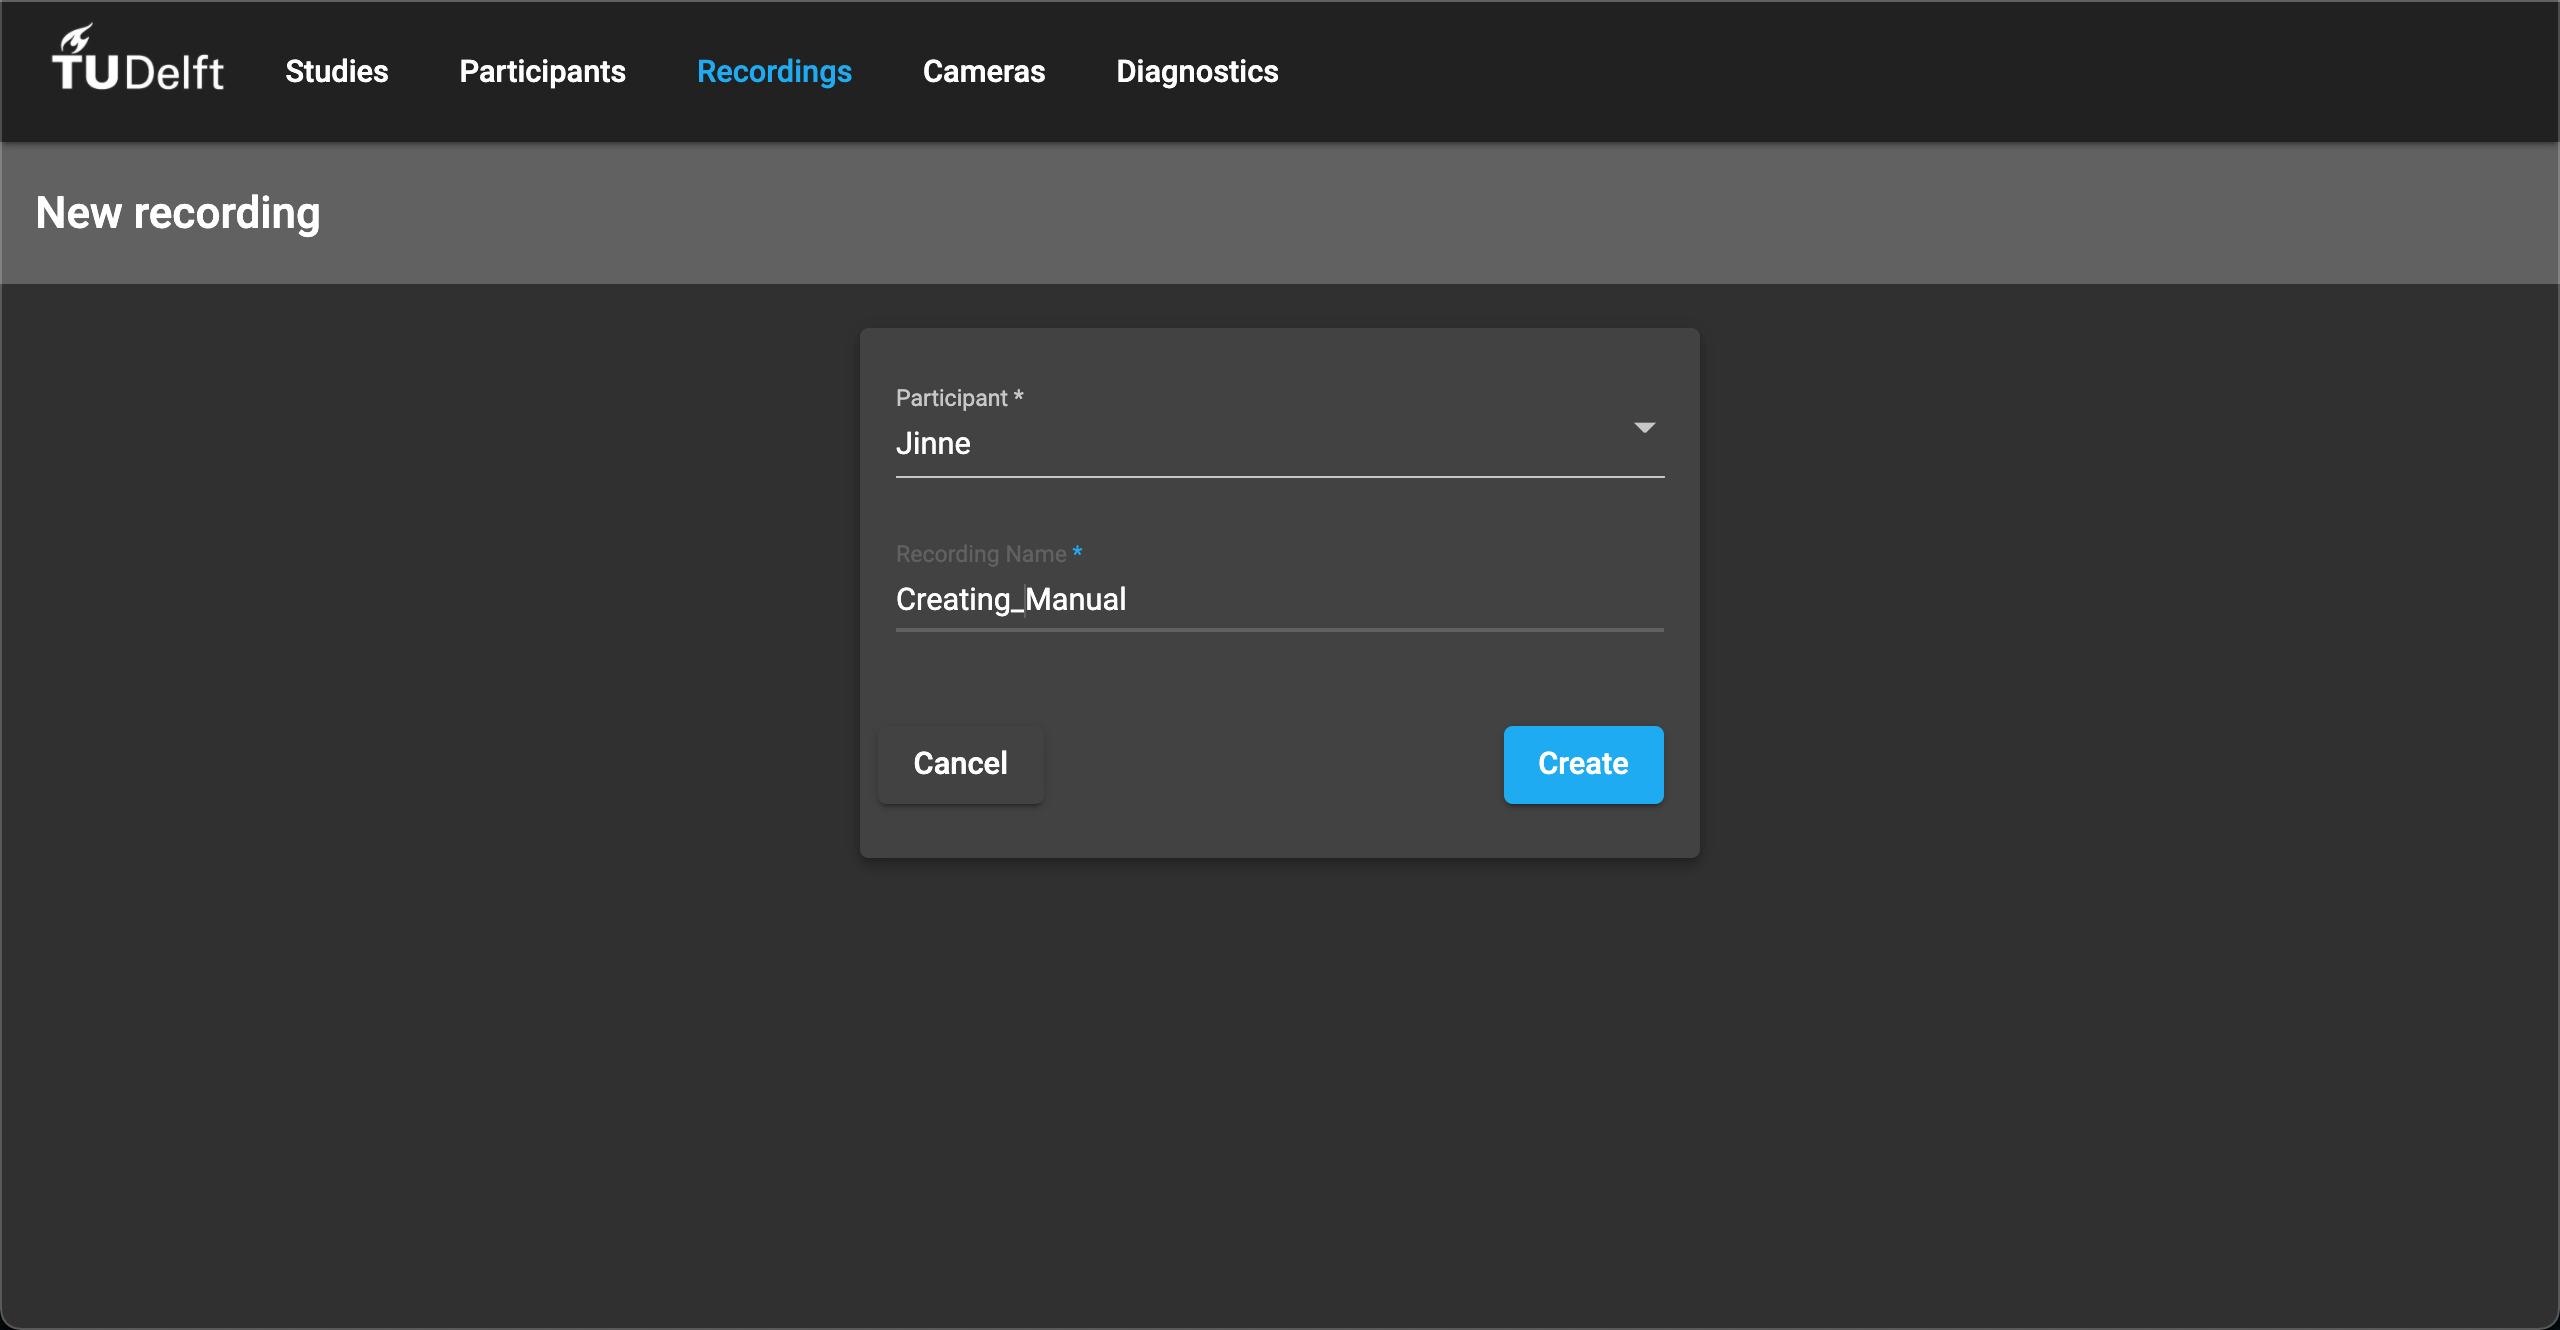 TUDelft Studies Participants Recordings Cameras Diagnostics
New recording
Participant *
Jinne
Recording Name *
Creating_Manual
Cancel Create